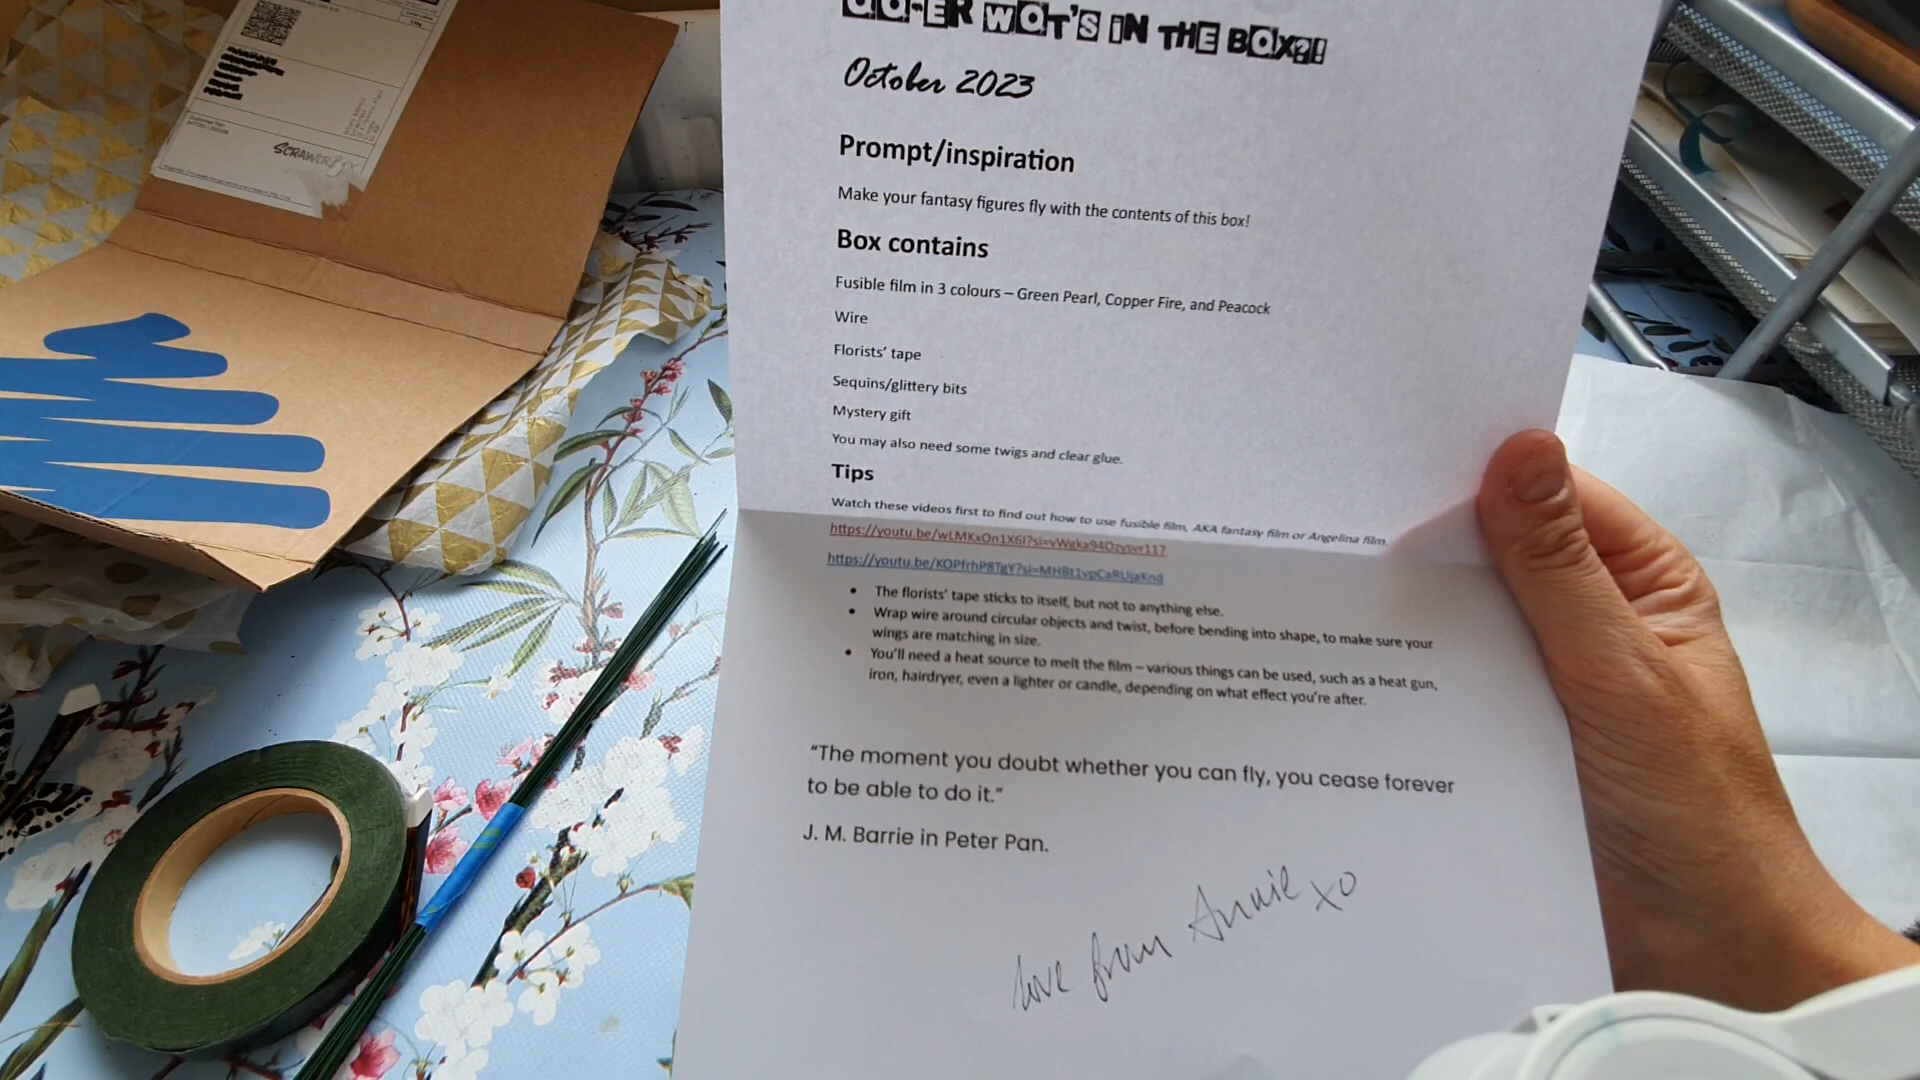 OO-ER WOT'S IN THE BOX?!
October 2023
Prompt/inspiration
Make your fantasy figures fly with the contents of this box!
Box contains
Fusible film in 3 colours – Green Pearl, Copper Fire, and Peacock
Wire
Florists' tape
Sequins/glittery bits
Mystery gift
You may also need some twigs and clear glue.
Tips
Watch these videos first to find out how to use fusible film, AKA fantasy film or Angelina film.
• The florists' tape sticks to itself, but not to anything else.
• Wrap wire around circular objects and twist, before bending into shape, to make sure your
wings are matching in size.
• You'll need a heat source to melt the film – various things can be used, such as a heat gun,
iron, hairdryer, even a lighter or candle, depending on what effect you're after.
"The moment you doubt whether you can fly, you cease forever
to be able to do it."
J. M. Barrie in Peter Pan.
love from Annie xo